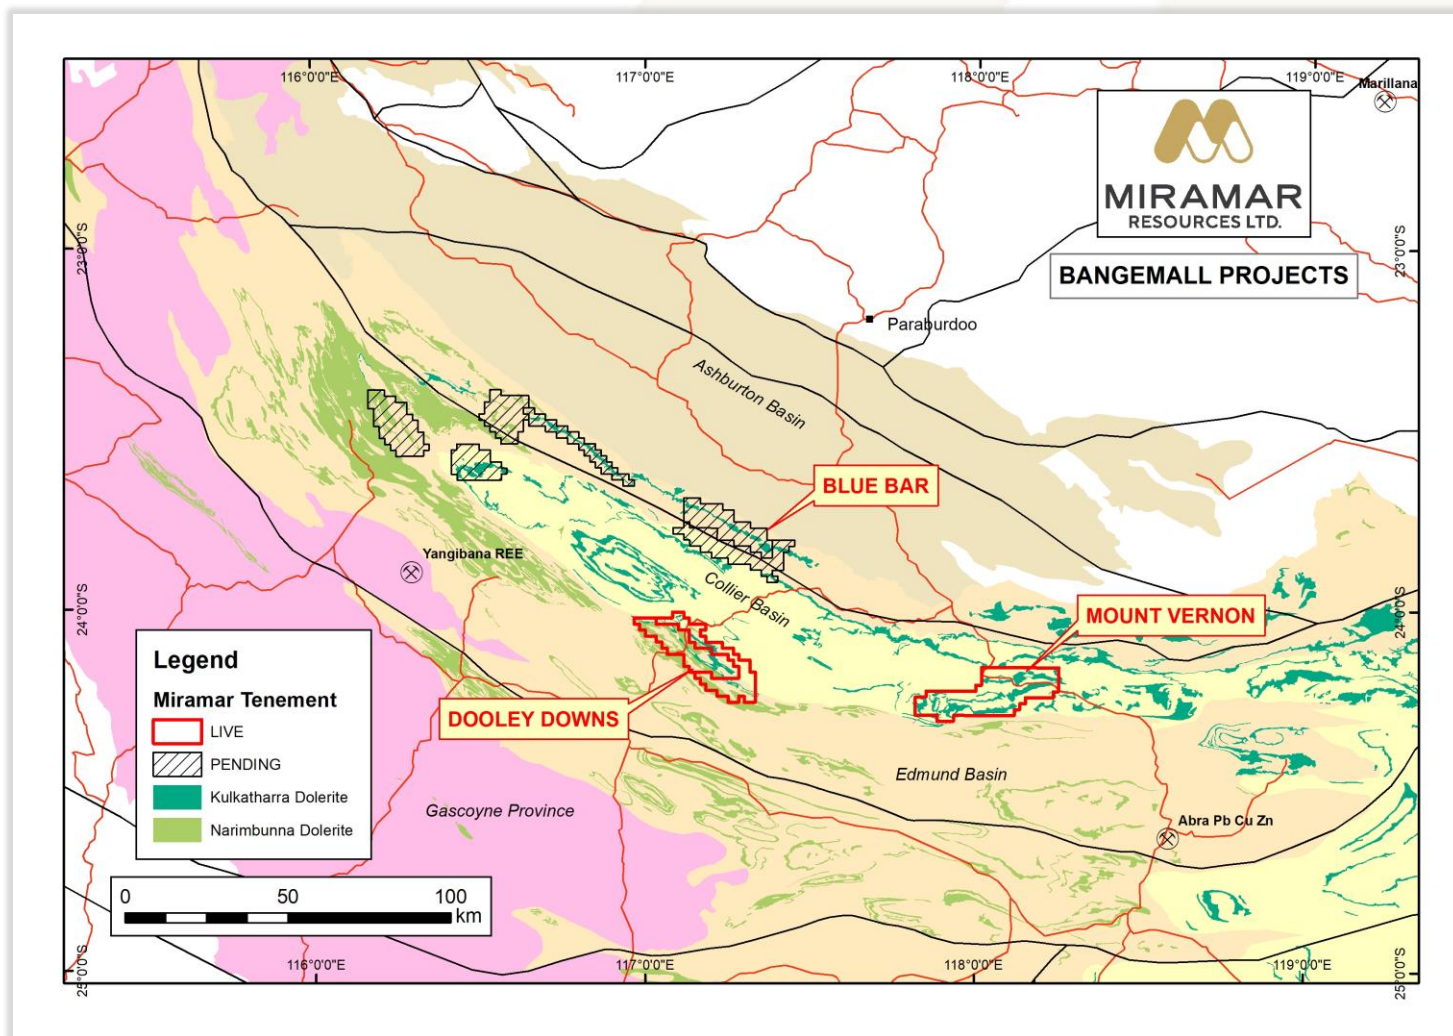 116°0'0"E
117°0'0"E
118°0'0"E
119°0'0"E
Marillana
MIRAMAR
RESOURCES LTD.
BANGEMALL PROJECTS
23°0'0"S
23°0'0"S
Paraburdoo
Ashburton Basin
BLUE BAR
Yangibana REE
Collier Basin
24°0'0"S
24°0'0"S
MOUNT VERNON
DOOLEY DOWNS
Edmund Basin
Gascoyne Province
Abra Pb Cu Zn
Legend
Miramar Tenement
LIVE
PENDING
Kulkatharra Dolerite
Narimbunna Dolerite
0 50 100
km
25°0'0"S
25°0'0"S
116°0'0"E
117°0'0"E
118°0'0"E
119°0'0"E